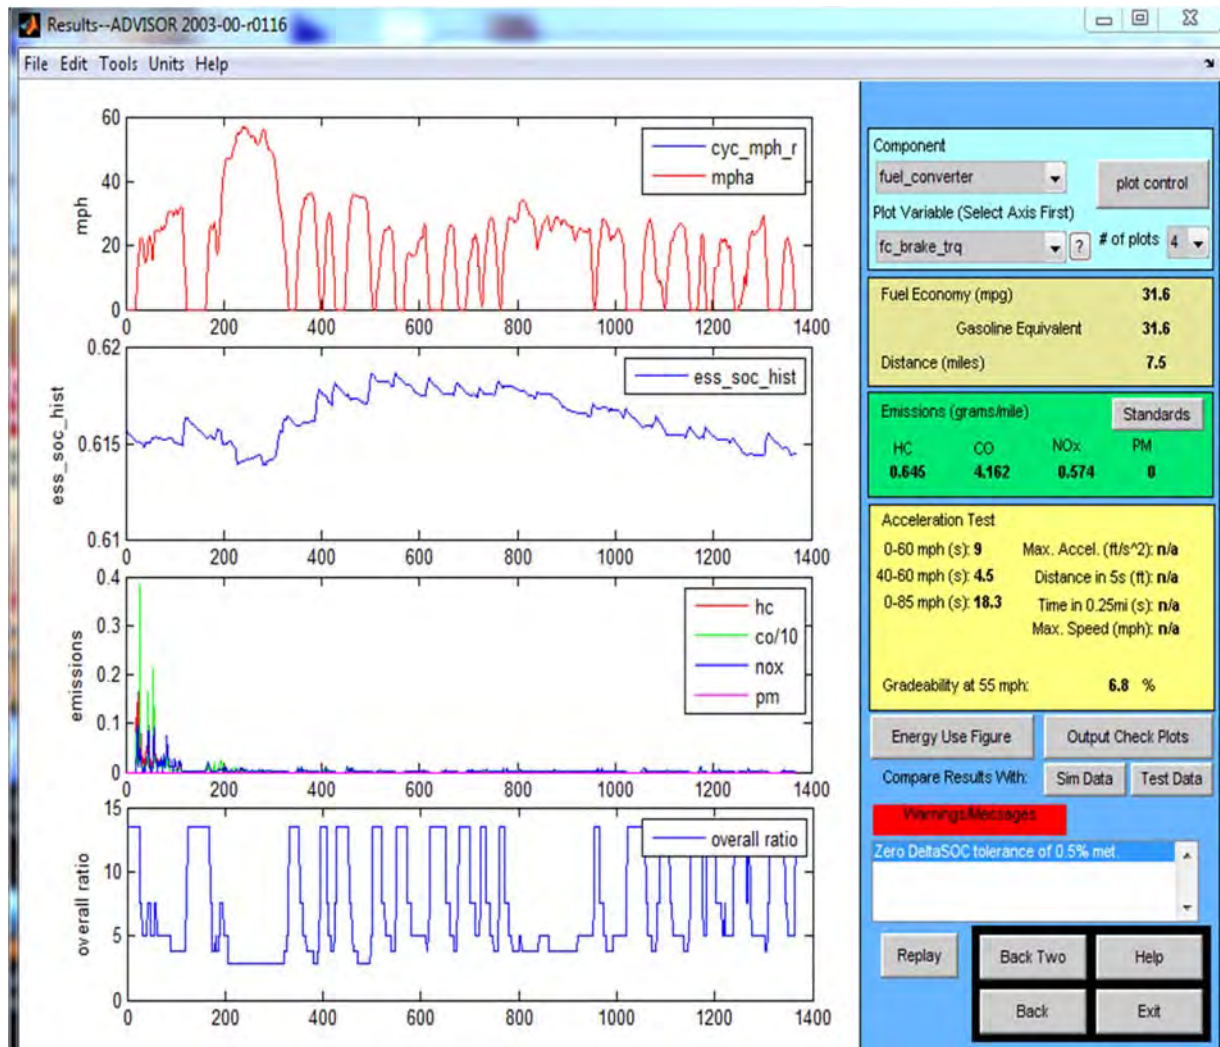 Results--ADVISOR 2003-00-r0116
File Edit Tools Units Help
60
40
20
0
mph
cyc_mph_r
mpha
0 200 400 600 800 1000 1200 1400
0.62
0.615
0.61
ess_soc_hist
ess_soc_hist
0 200 400 600 800 1000 1200 1400
0.4
0.3
0.2
0.1
0
emissions
hc
co/10
nox
pm
0 200 400 600 800 1000 1200 1400
15
10
5
0
overall ratio
overall ratio
0 200 400 600 800 1000 1200 1400
Component
fuel_converter
plot control
Plot Variable (Select Axis First)
fc_brake_trq ? # of plots 4
Fuel Economy (mpg) 31.6
Gasoline Equivalent 31.6
Distance (miles) 7.5
Emissions (grams/mile) Standards
HC CO NOx PM
0.645 4.162 0.574 0
Acceleration Test
0-60 mph (s): 9 Max. Accel. (ft/s^2): n/a
40-60 mph (s): 4.5 Distance in 5s (ft): n/a
0-85 mph (s): 18.3 Time in 0.25mi (s): n/a
Max. Speed (mph): n/a
Gradeability at 55 mph: 6.8 %
Energy Use Figure Output Check Plots
Compare Results With: Sim Data Test Data
Warnings/Messages
Zero DeltaSOC tolerance of 0.5% met.
Replay Back Two Help
Back Exit